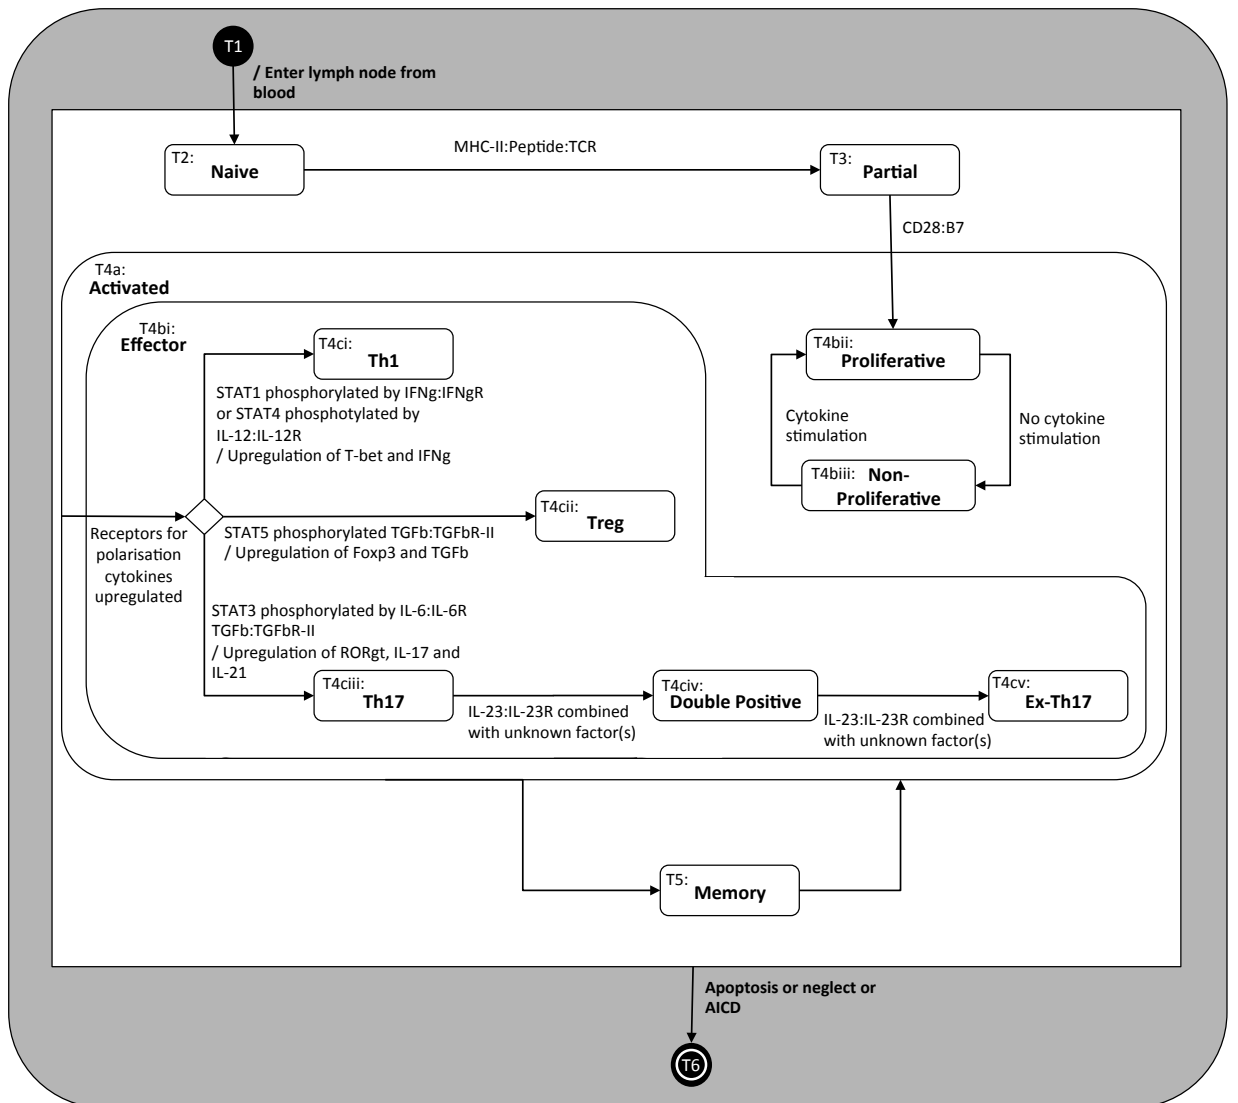 T1
/ Enter lymph node from
blood
T2:
Naive
MHC-II:Peptide:TCR
T3:
Partial
CD28:B7
T4a:
Activated
T4bi:
Effector
T4ci:
Th1
STAT1 phosphorylated by IFNg:IFNgR
or STAT4 phosphotylated by
IL-12:IL-12R
/ Upregulation of T-bet and IFNg
T4bii:
Proliferative
Cytokine
stimulation
No cytokine
stimulation
T4biii: Non-
Proliferative
Receptors for
polarisation
cytokines
upregulated
T4cii:
Treg
STAT5 phosphorylated TGFb:TGFbR-II
/ Upregulation of Foxp3 and TGFb
STAT3 phosphorylated by IL-6:IL-6R
TGFb:TGFbR-II
/ Upregulation of RORgt, IL-17 and
IL-21
T4ciii:
Th17
IL-23:IL-23R combined
with unknown factor(s)
T4civ:
Double Positive
IL-23:IL-23R combined
with unknown factor(s)
T4cv:
Ex-Th17
T5:
Memory
Apoptosis or neglect or
AICD
T6